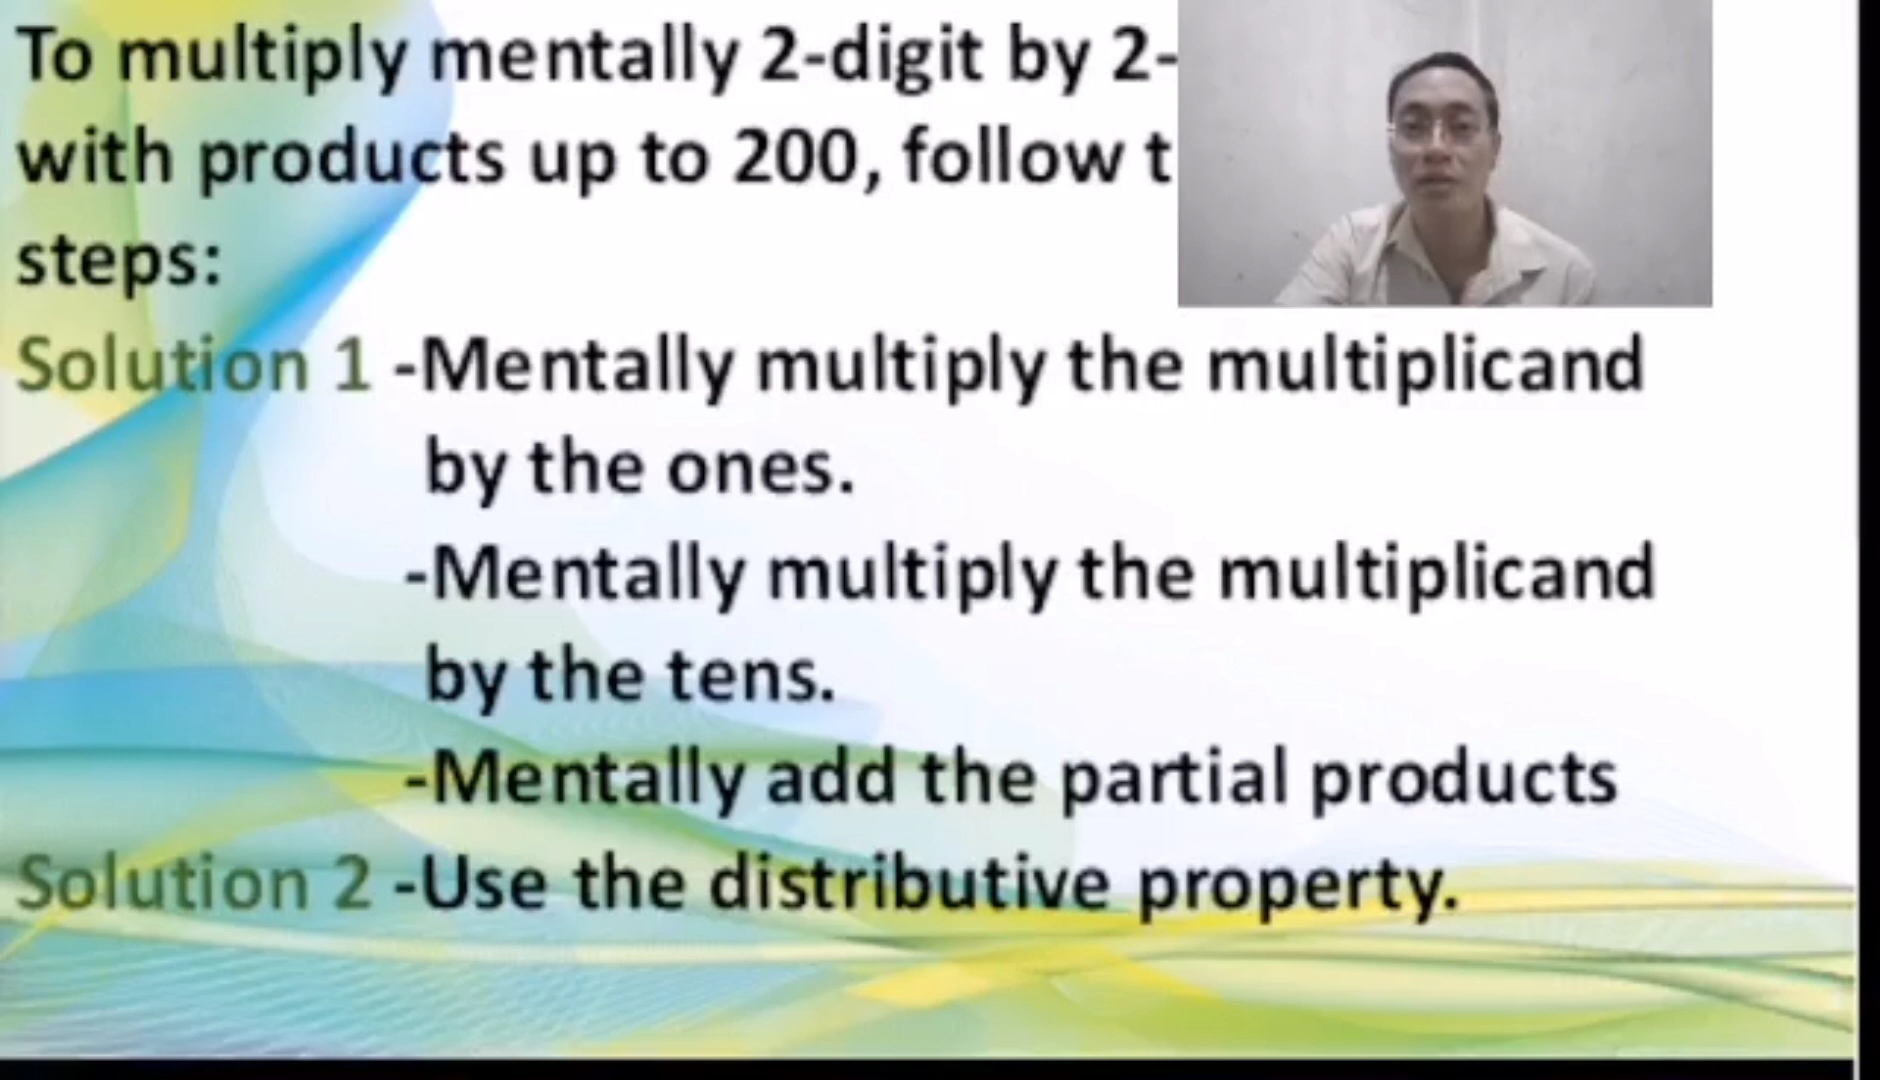 To multiply mentally 2-digit by 2-
with products up to 200, follow t
steps:
Solution 1 -Mentally multiply the multiplicand
by the ones.
-Mentally multiply the multiplicand
by the tens.
-Mentally add the partial products
Solution 2 -Use the distributive property.